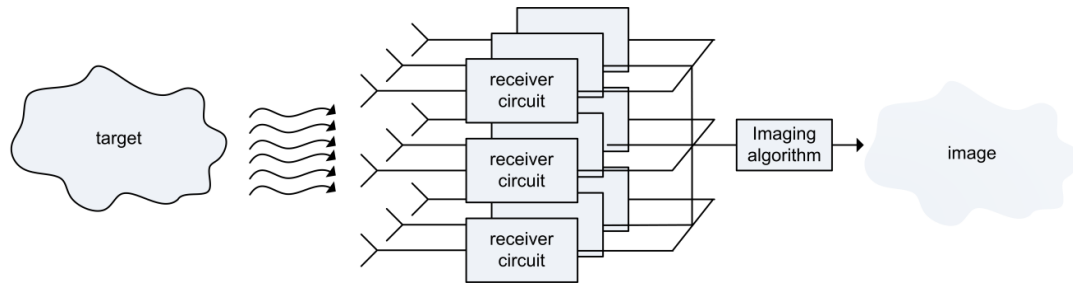 target
receiver
circuit
receiver
circuit
receiver
circuit
Imaging
algorithm
image